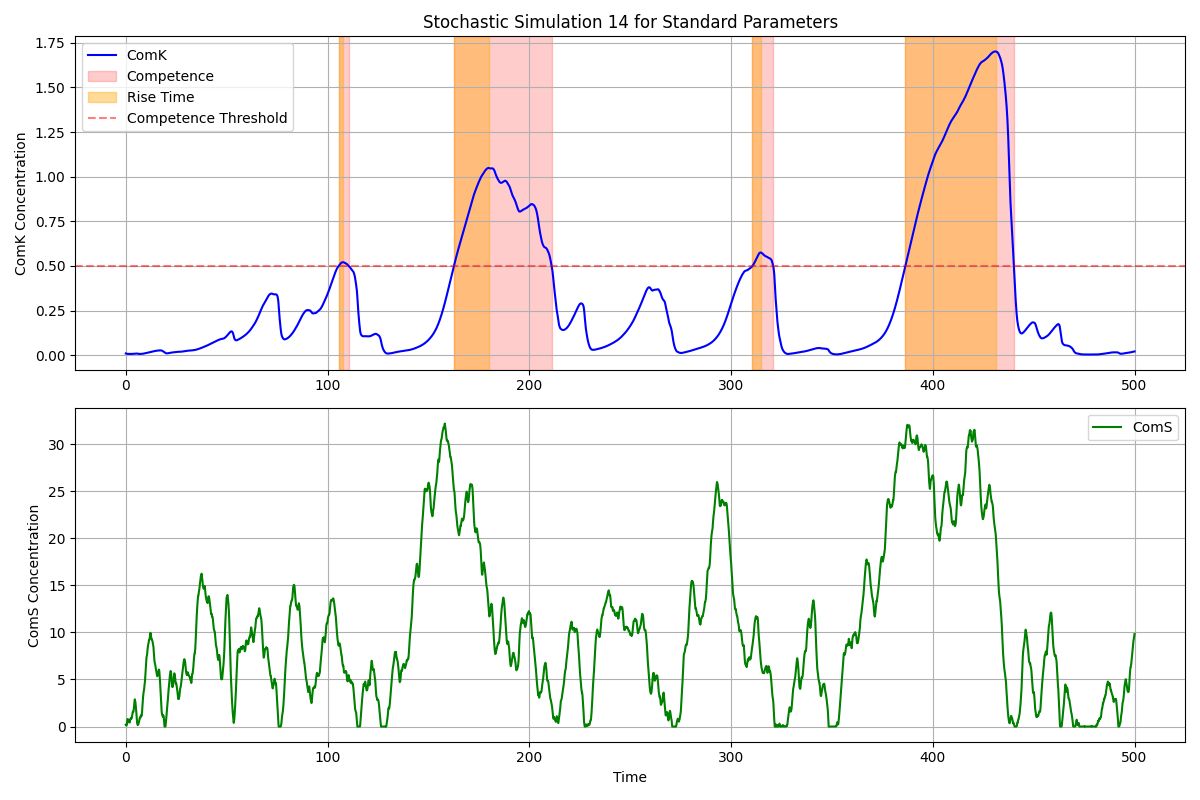 Stochastic Simulation 14 for Standard Parameters
ComK Concentration
1.75
1.50
1.25
1.00
0.75
0.50
0.25
0.00
ComK
Competence
Rise Time
Competence Threshold
0 100 200 300 400 500
ComS Concentration
30
25
20
15
10
5
0
ComS
0 100 200 300 400 500
Time